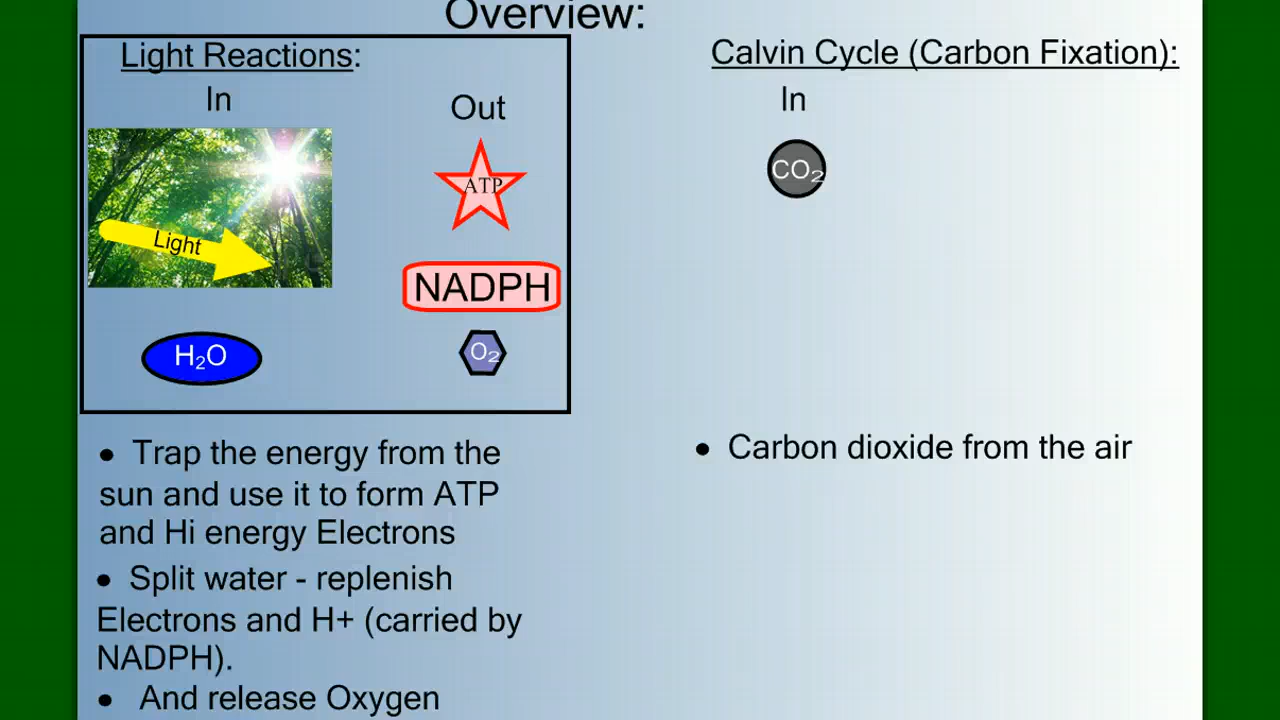 Overview:
Light Reactions:
In
Out
Light
ATP
NADPH
H₂O
O₂
• Trap the energy from the
sun and use it to form ATP
and Hi energy Electrons
• Split water - replenish
Electrons and H+ (carried by
NADPH).
• And release Oxygen
Calvin Cycle (Carbon Fixation):
In
CO₂
• Carbon dioxide from the air